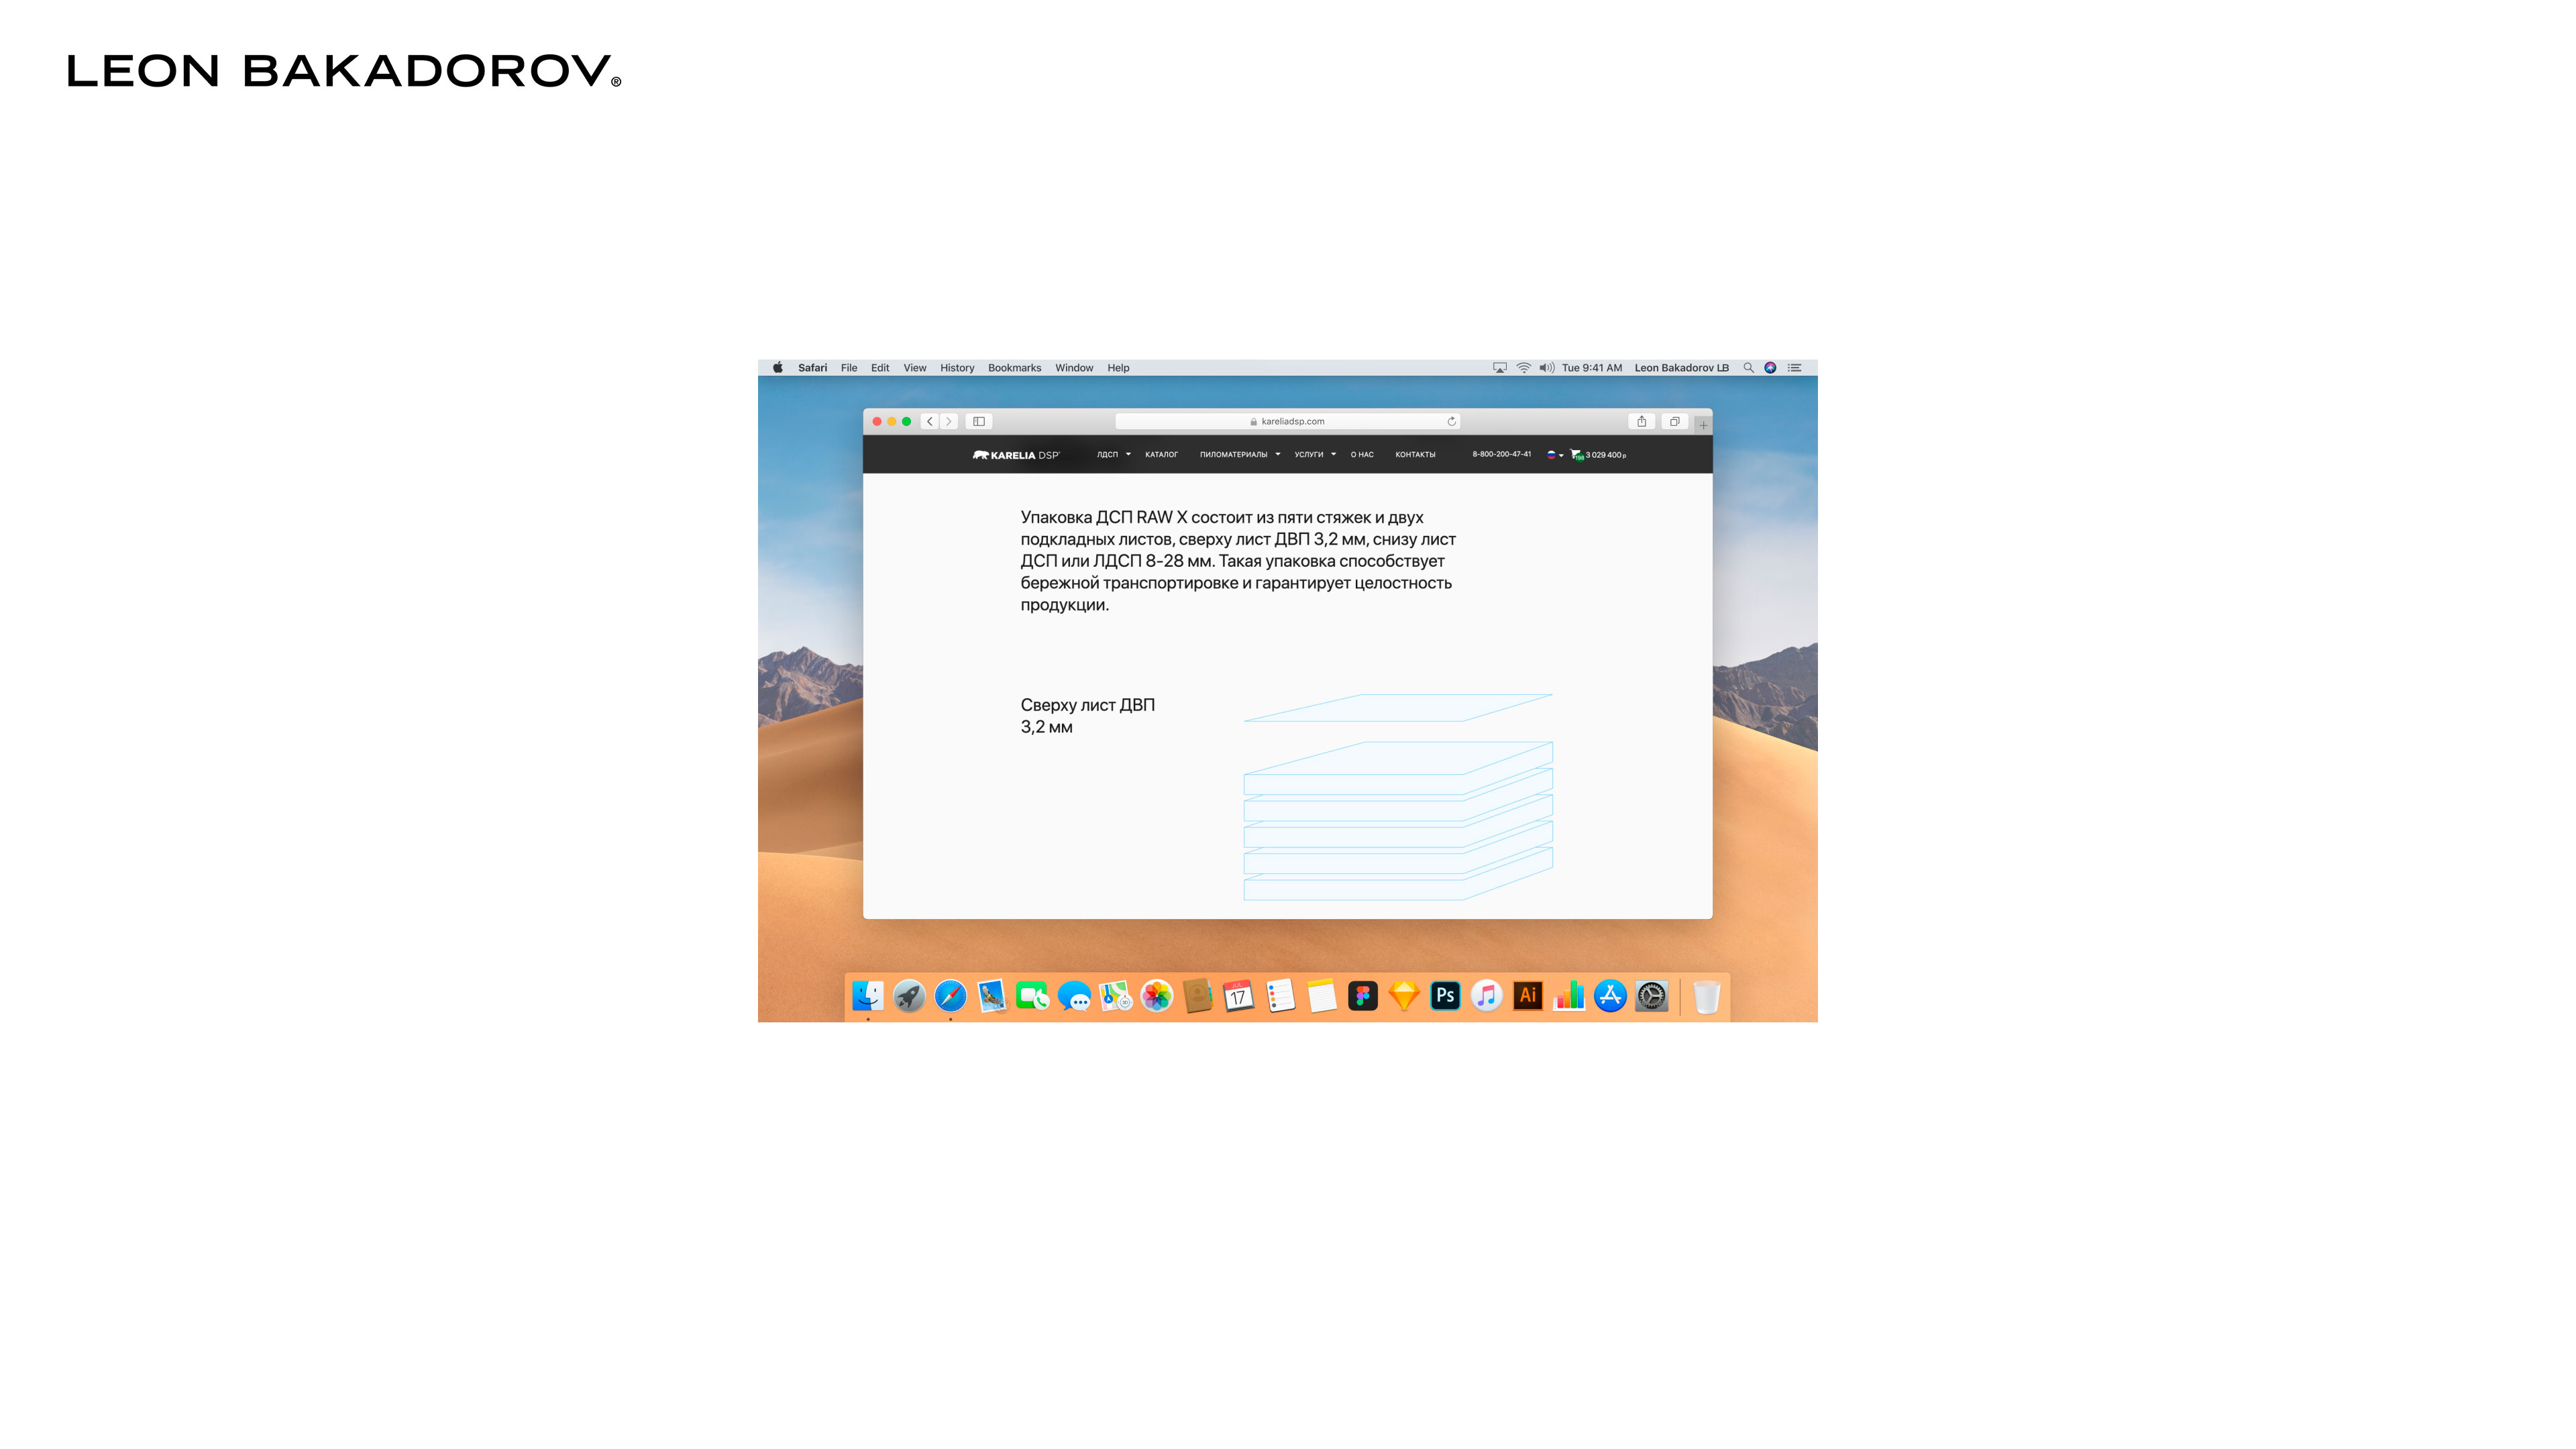 LEON BAKADOROV®
Safari File Edit View History Bookmarks Window Help
Tue 9:41 AM Leon Bakadorov LB
kareliadsp.com
KARELIA DSP
ЛДСП КАТАЛОГ ПИЛОМАТЕРИАЛЫ УСЛУГИ О НАС КОНТАКТЫ 8-800-200-47-41 3 029 400 р
Упаковка ДСП RAW X состоит из пяти стяжек и двух
подкладных листов, сверху лист ДВП 3,2 мм, снизу лист
ДСП или ЛДСП 8-28 мм. Такая упаковка способствует
бережной транспортировке и гарантирует целостность
продукции.
Сверху лист ДВП
3,2 мм
JUL
17
Ps
Ai